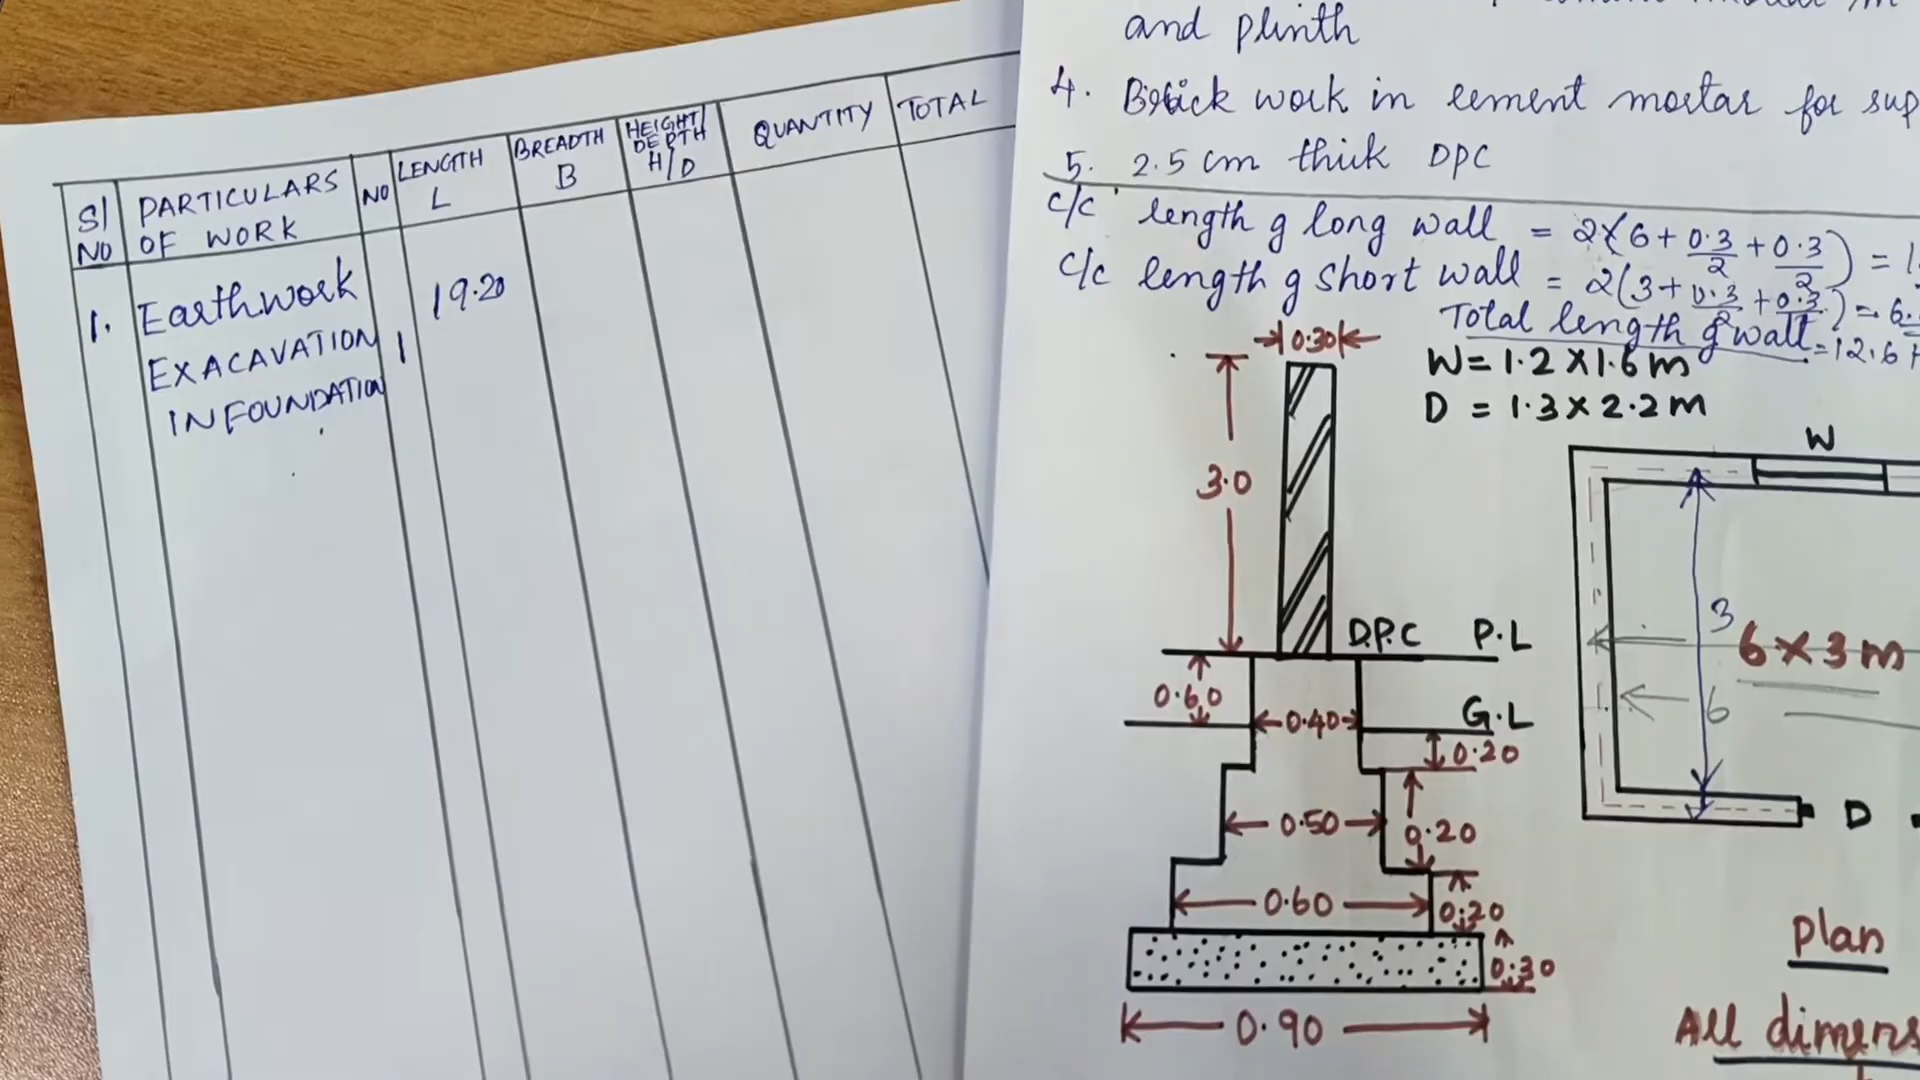 SI NO
PARTICULARS OF WORK
NO
LENGTH L
BREADTH B
HEIGHT/ DEPTH H/D
QUANTITY
TOTAL
1.
Earthwork
EXACAVATION
IN FOUNDATION
1
19.20
and plinth
4. Brick work in cement mortar for sup
5. 2.5 cm thick DPC
c/c length g long wall = 2(6+0.3/2+0.3/2) = 1
c/c length g short wall = 2(3+0.3/2+0.3/2) = 6.
Total length g wall = 12.6+
W = 1.2 X 1.6 m
D = 1.3 X 2.2 m
0.30
3.0
D.P.C P.L
0.60
0.40
G.L
0.20
0.50
0.20
0.60
0.20
0.30
0.90
W
3
6 X 3 m
6
D
Plan
All dimens